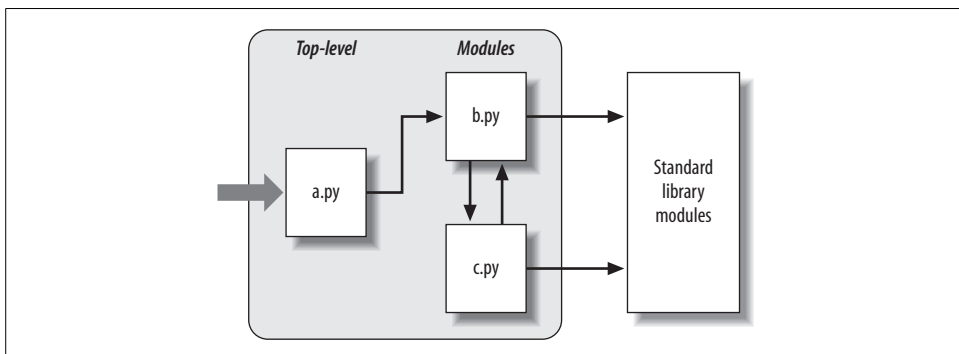 Top-level
Modules
b.py
a.py
c.py
Standard
library
modules